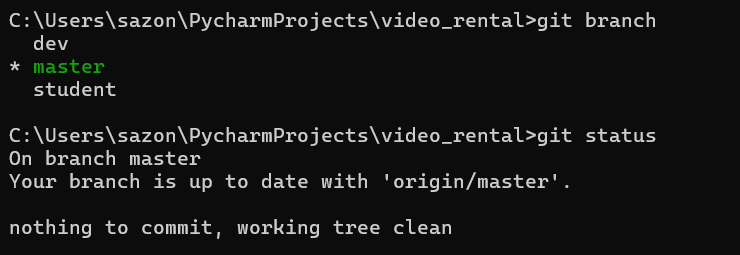 C:\Users\sazon\PycharmProjects\video_rental>git branch
  dev
* master
  student
C:\Users\sazon\PycharmProjects\video_rental>git status
On branch master
Your branch is up to date with 'origin/master'.
nothing to commit, working tree clean